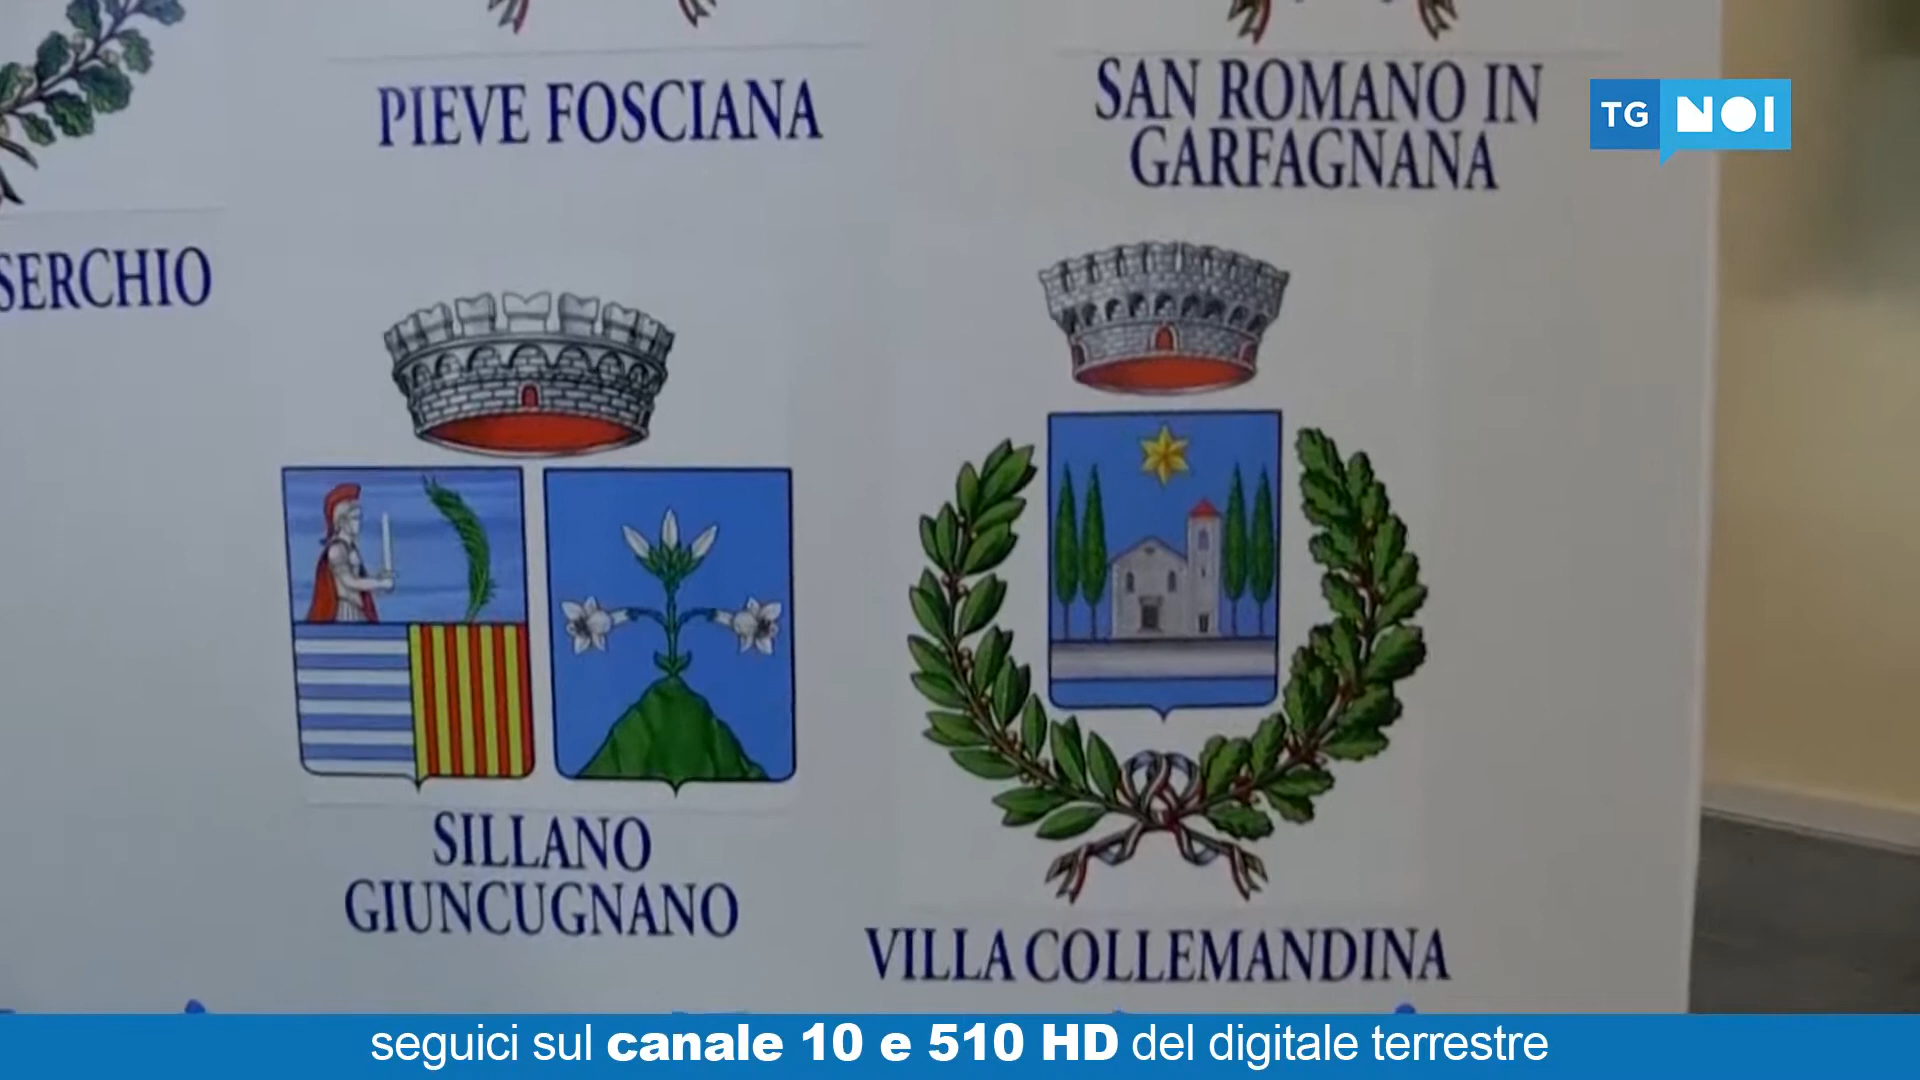 PIEVE FOSCIANA
SAN ROMANO IN
GARFAGNANA
TG NOI
SERCHIO
SILLANO
GIUNCUGNANO
VILLA COLLEMANDINA
seguici sul canale 10 e 510 HD del digitale terrestre